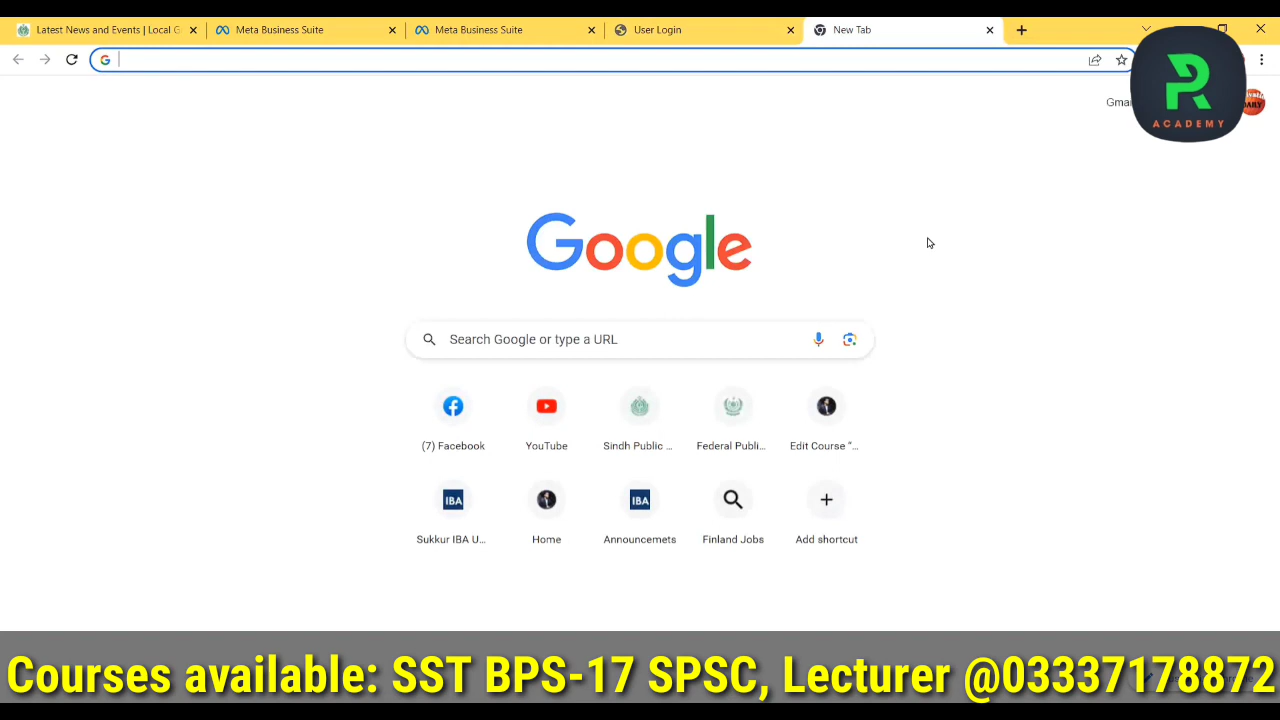 Latest News and Events | Local G
Meta Business Suite
Meta Business Suite
User Login
New Tab
Gmai
ACADEMY
Google
Search Google or type a URL
(7) Facebook
YouTube
Sindh Public ...
Federal Publi...
Edit Course "...
IBA
IBA
Sukkur IBA U...
Home
Announcemets
Finland Jobs
Add shortcut
Courses available: SST BPS-17 SPSC, Lecturer @03337178872